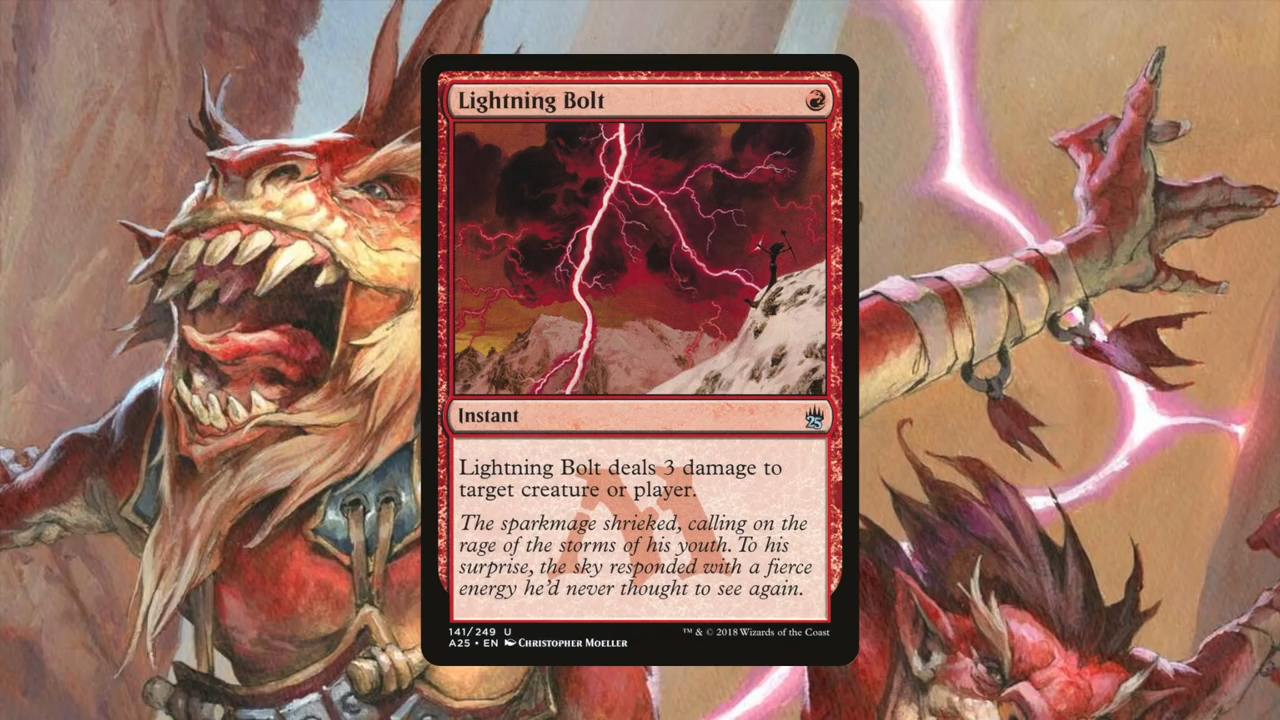 Lightning Bolt
Instant
25
Lightning Bolt deals 3 damage to
target creature or player.
The sparkmage shrieked, calling on the
rage of the storms of his youth. To his
surprise, the sky responded with a fierce
energy he'd never thought to see again.
141/249 U
™ & © 2018 Wizards of the Coast
A25 • EN Christopher Moeller